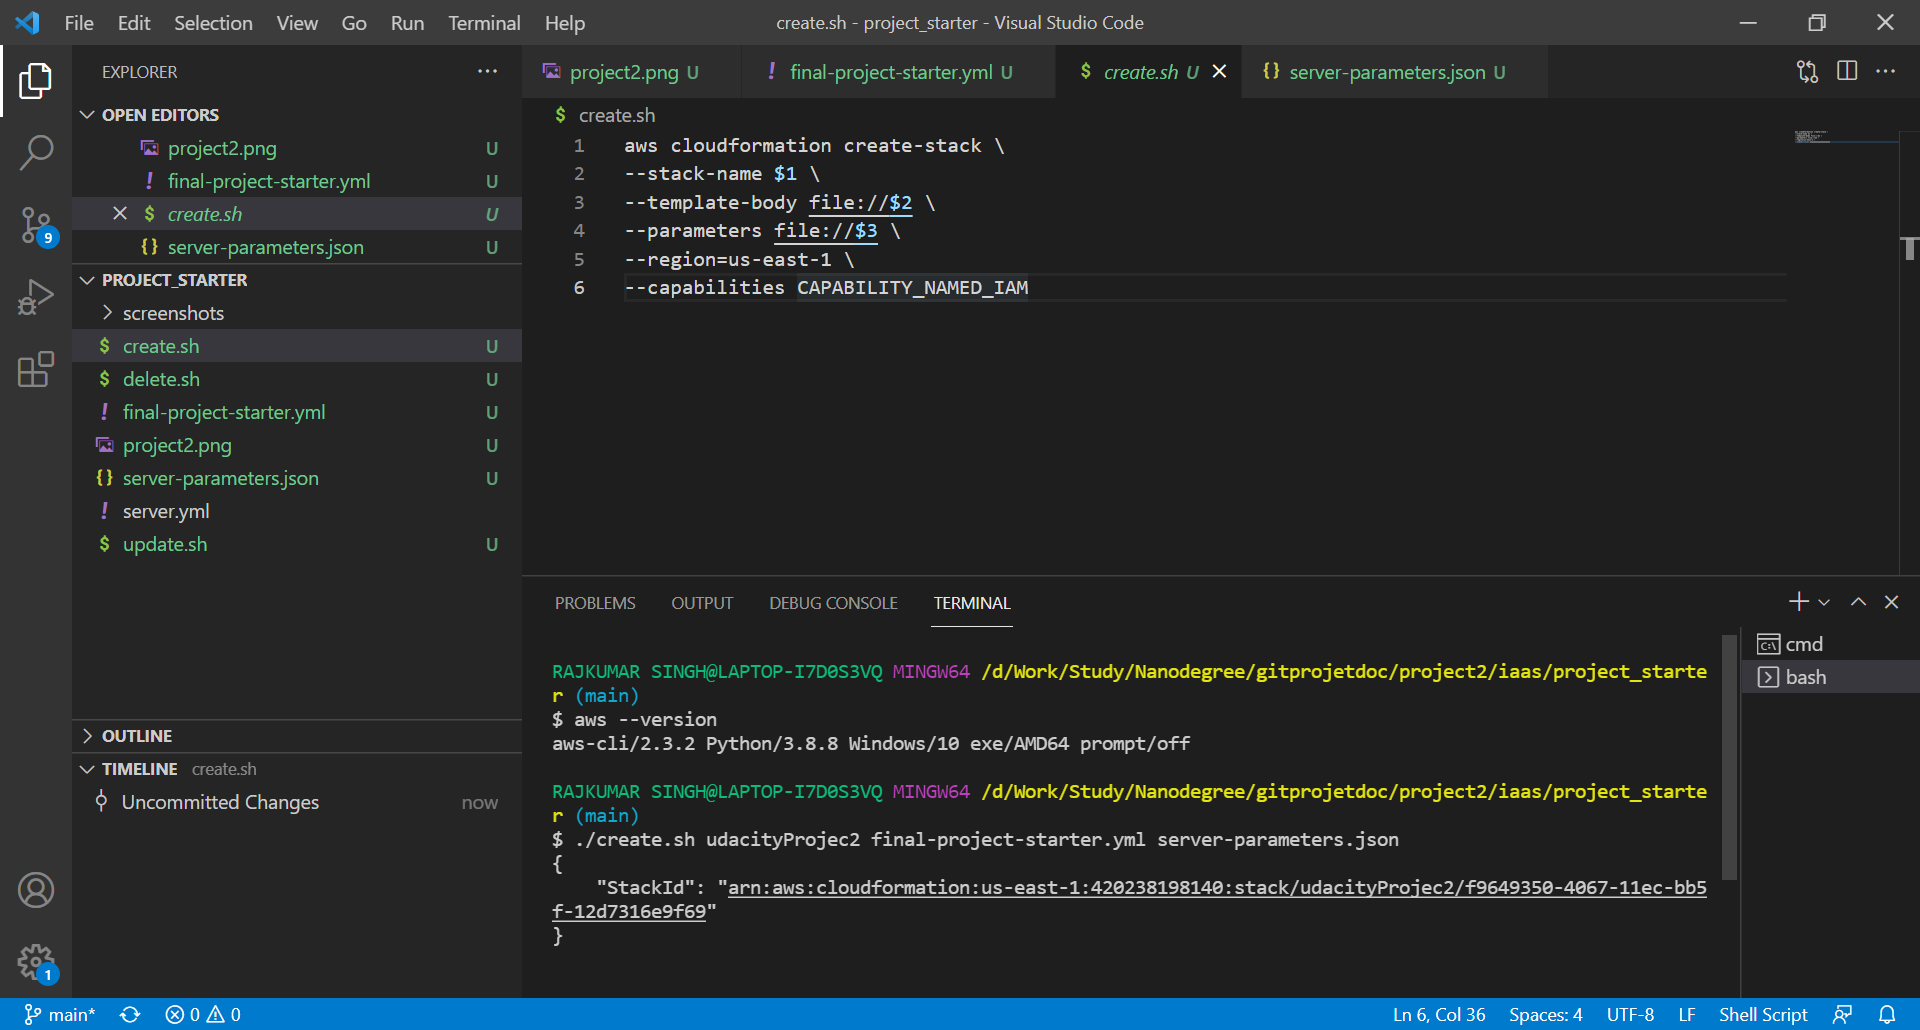 File Edit Selection View Go Run Terminal Help
create.sh - project_starter - Visual Studio Code
EXPLORER
OPEN EDITORS
project2.png U
! final-project-starter.yml U
$ create.sh U
{} server-parameters.json U
PROJECT_STARTER
screenshots
$ create.sh U
$ delete.sh U
! final-project-starter.yml U
project2.png U
{} server-parameters.json U
! server.yml
$ update.sh U
OUTLINE
TIMELINE create.sh
Uncommitted Changes now
9
1
project2.png U
! final-project-starter.yml U
$ create.sh U
{} server-parameters.json U
$ create.sh
1 aws cloudformation create-stack \
2 --stack-name $1 \
3 --template-body file://$2 \
4 --parameters file://$3 \
5 --region=us-east-1 \
6 --capabilities CAPABILITY_NAMED_IAM
PROBLEMS OUTPUT DEBUG CONSOLE TERMINAL
RAJKUMAR SINGH@LAPTOP-I7D0S3VQ MINGW64 /d/Work/Study/Nanodegree/gitprojetdoc/project2/iaas/project_starte
r (main)
$ aws --version
aws-cli/2.3.2 Python/3.8.8 Windows/10 exe/AMD64 prompt/off
RAJKUMAR SINGH@LAPTOP-I7D0S3VQ MINGW64 /d/Work/Study/Nanodegree/gitprojetdoc/project2/iaas/project_starte
r (main)
$ ./create.sh udacityProjec2 final-project-starter.yml server-parameters.json
{
"StackId": "arn:aws:cloudformation:us-east-1:420238198140:stack/udacityProjec2/f9649350-4067-11ec-bb5
f-12d7316e9f69"
}
cmd
bash
main* 0 0
Ln 6, Col 36 Spaces: 4 UTF-8 LF Shell Script